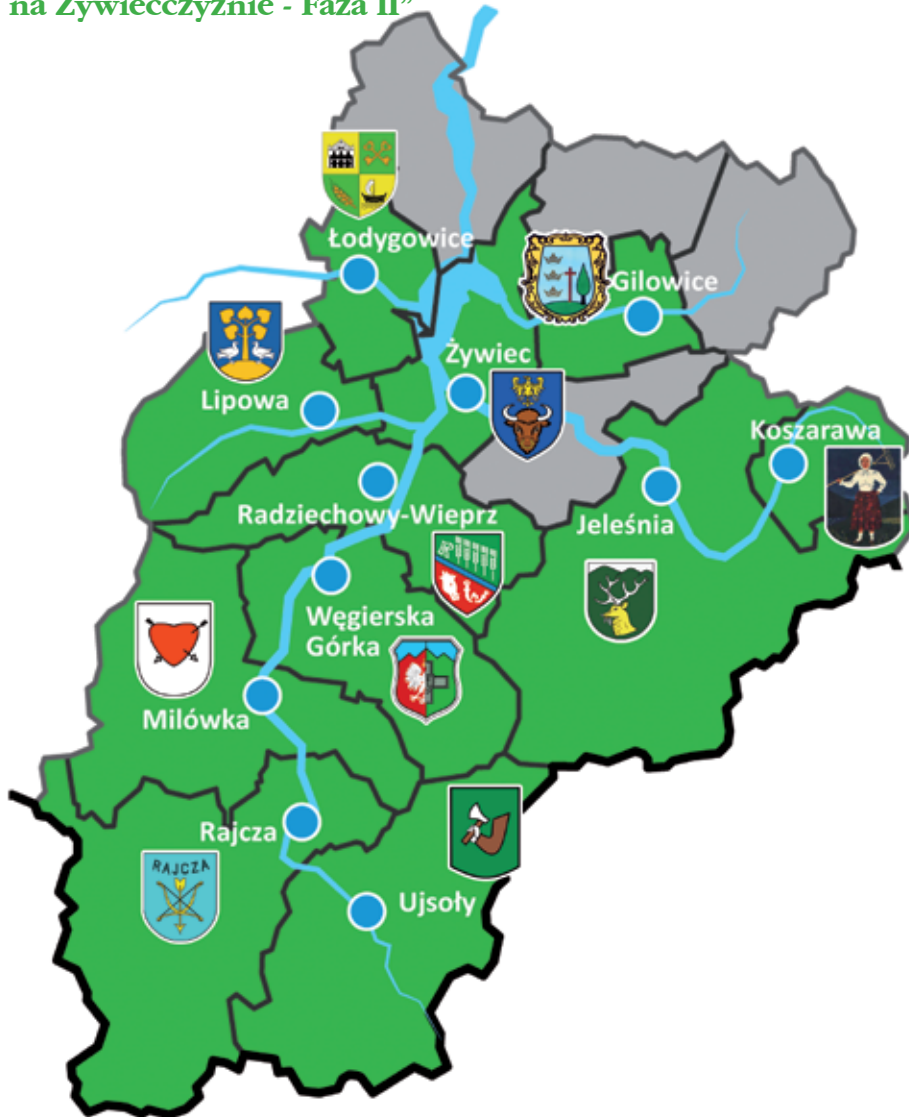 na Żywiecczyźnie - Faza II”
Łodygowice
Gilowice
Żywiec
Lipowa
Koszarawa
Radziechowy-Wieprz
Jeleśnia
Węgierska
Górka
Milówka
Rajcza
RAJCZA
Ujsoły